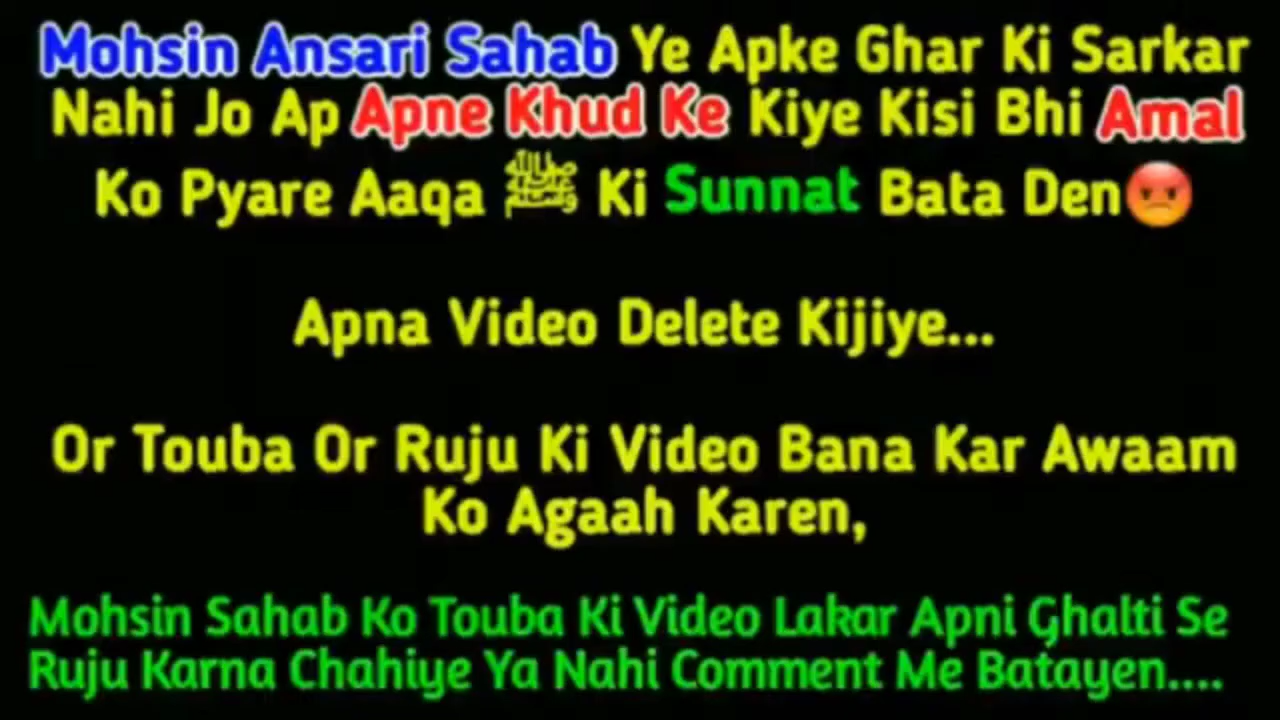 Mohsin Ansari Sahab Ye Apke Ghar Ki Sarkar
Nahi Jo Ap Apne Khud Ke Kiye Kisi Bhi Amal
Ko Pyare Aaqa ﷺ Ki Sunnat Bata Den😡
Apna Video Delete Kijiye...
Or Touba Or Ruju Ki Video Bana Kar Awaam
Ko Agaah Karen,
Mohsin Sahab Ko Touba Ki Video Lakar Apni Ghalti Se
Ruju Karna Chahiye Ya Nahi Comment Me Batayen....